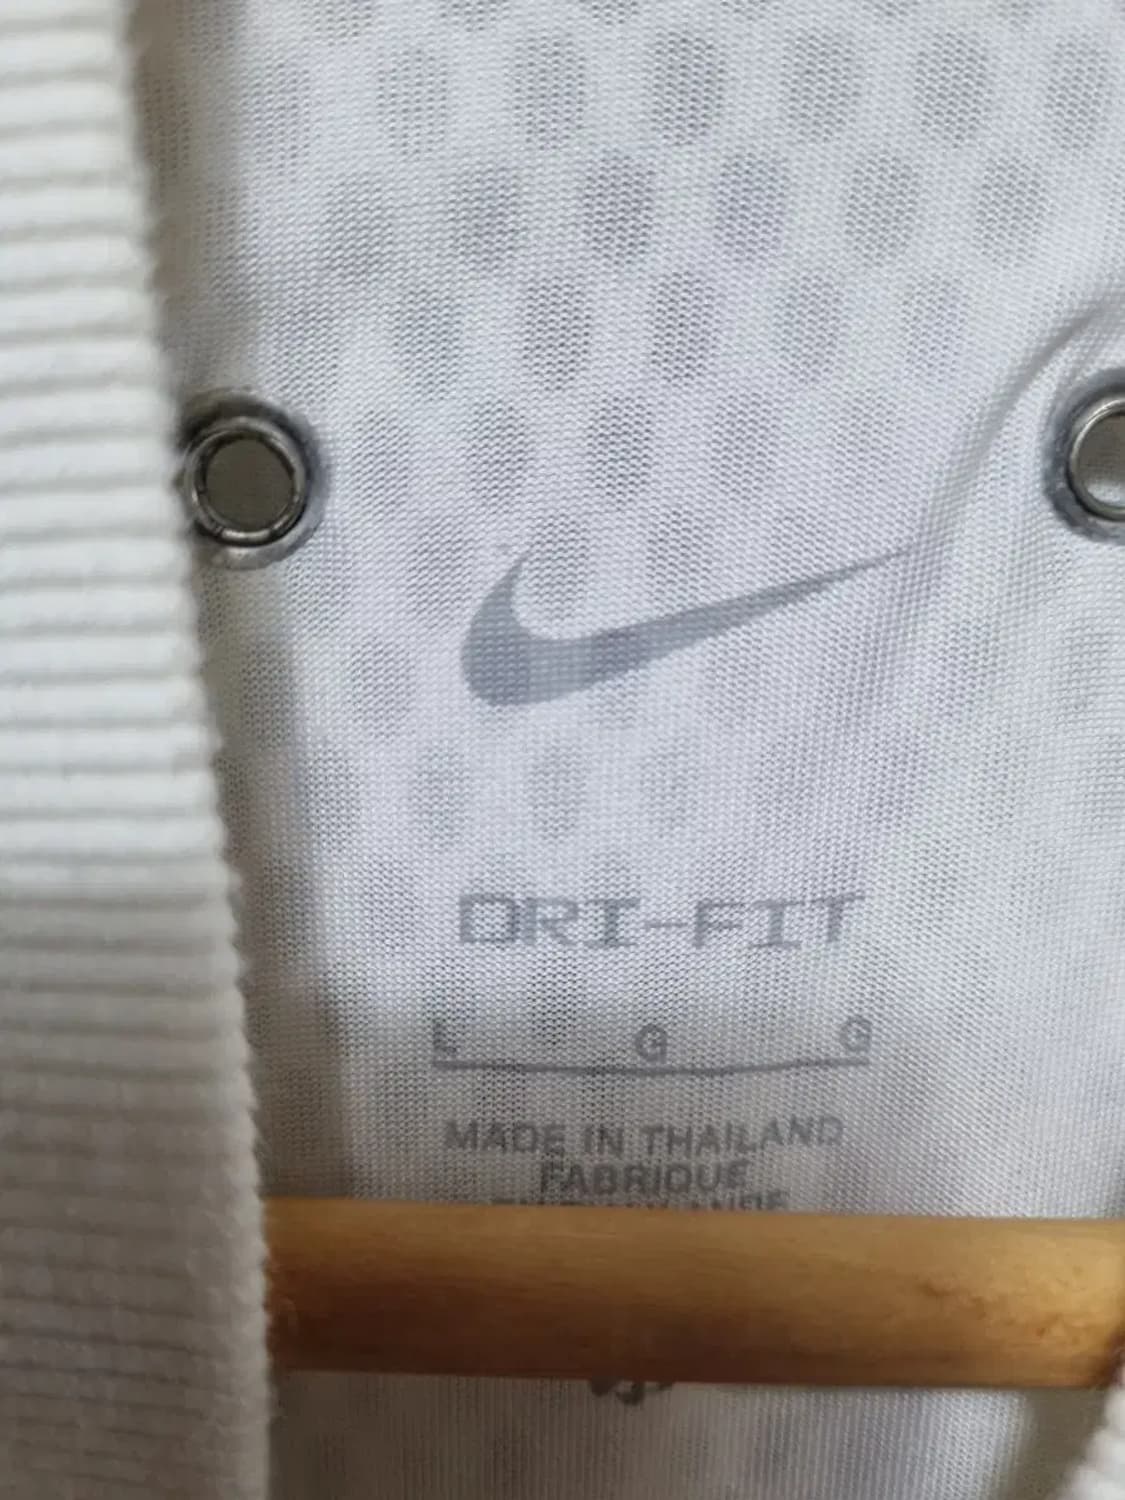 DRI-FIT
L G G
MADE IN THAILAND
FABRIQUE